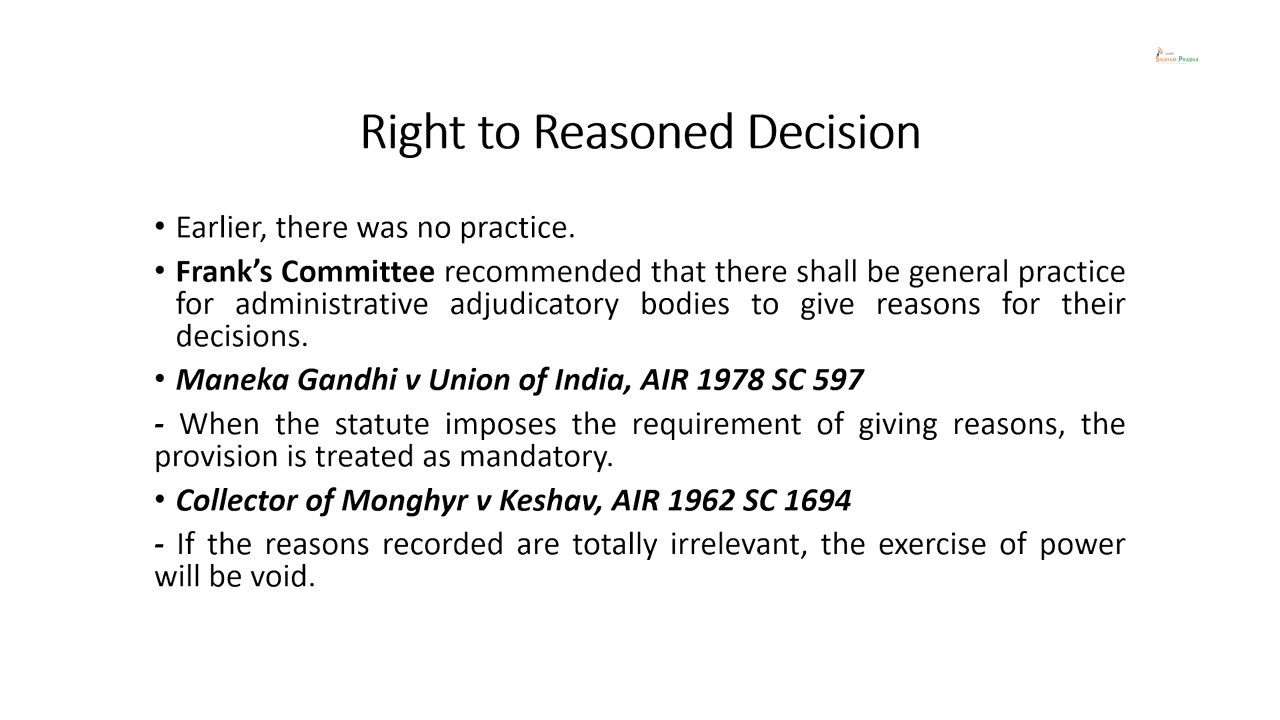 SWAYAM PRABHA
Right to Reasoned Decision
• Earlier, there was no practice.
• Frank’s Committee recommended that there shall be general practice
for administrative adjudicatory bodies to give reasons for their
decisions.
• Maneka Gandhi v Union of India, AIR 1978 SC 597
- When the statute imposes the requirement of giving reasons, the
provision is treated as mandatory.
• Collector of Monghyr v Keshav, AIR 1962 SC 1694
- If the reasons recorded are totally irrelevant, the exercise of power
will be void.